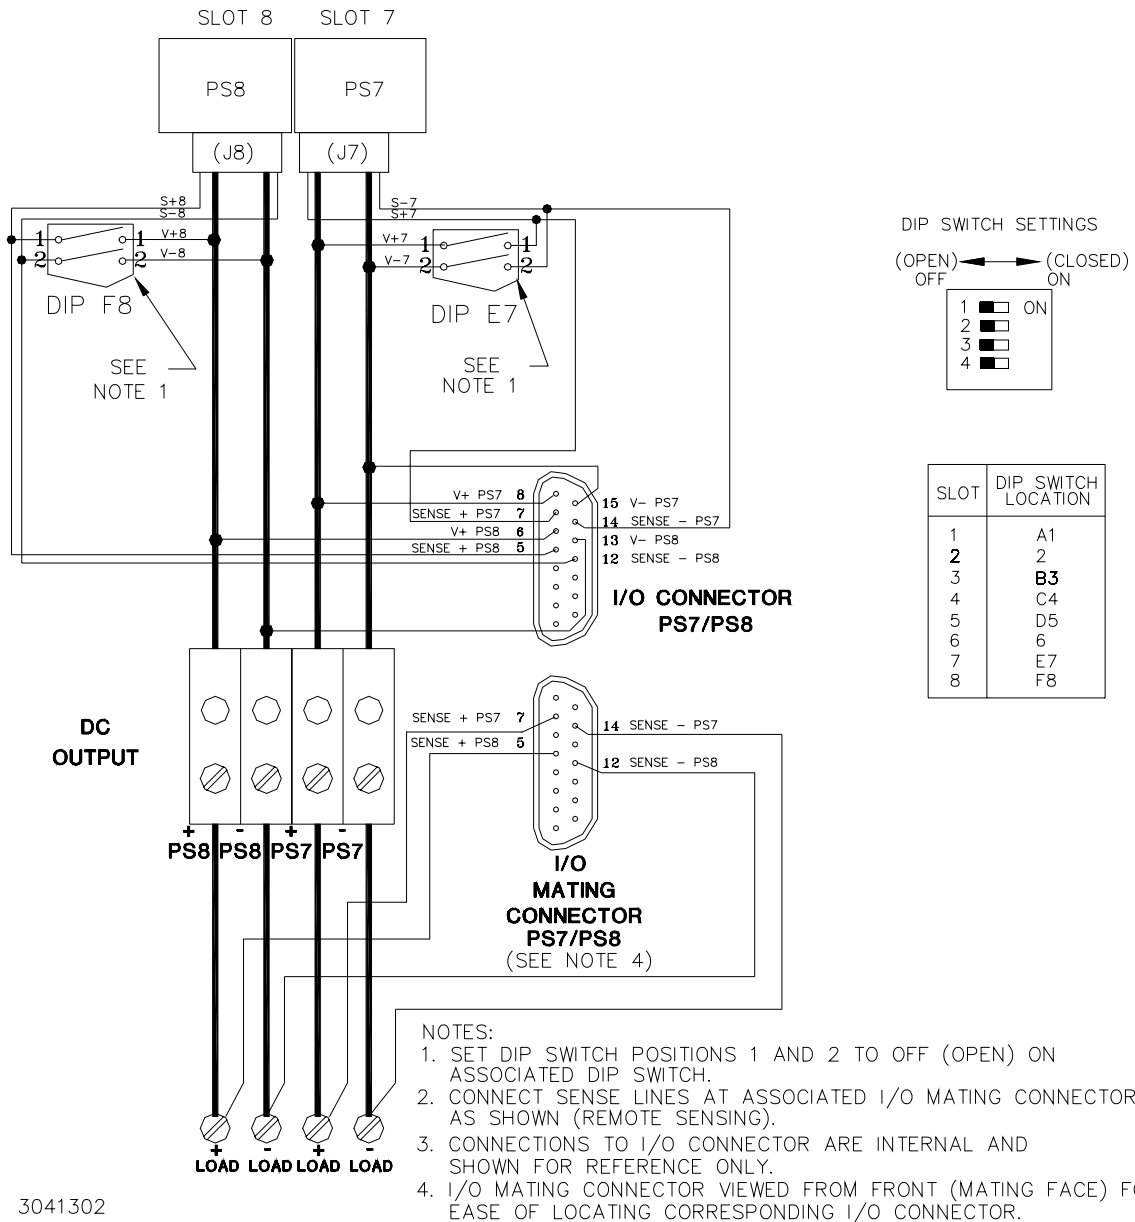 SLOT 8 SLOT 7
PS8 PS7
(J8) (J7)
S+8
S-8
V+8
V-8
1 1
2 2
DIP F8
SEE
NOTE 1
S-7
S+7
V+7
V-7
1 1
2 2
DIP E7
SEE
NOTE 1
DIP SWITCH SETTINGS
(OPEN) (CLOSED)
OFF ON
1 ON
2
3
4
SLOT DIP SWITCH
LOCATION
1 A1
2 2
3 B3
4 C4
5 D5
6 6
7 E7
8 F8
V+ PS7 8
SENSE + PS7 7
V+ PS8 6
SENSE + PS8 5
15 V- PS7
14 SENSE - PS7
13 V- PS8
12 SENSE - PS8
I/O CONNECTOR
PS7/PS8
DC
OUTPUT
SENSE + PS7 7
SENSE + PS8 5
14 SENSE - PS7
12 SENSE - PS8
+ - + -
PS8 PS8 PS7 PS7
I/O
MATING
CONNECTOR
PS7/PS8
(SEE NOTE 4)
+ - + -
LOAD LOAD LOAD LOAD
NOTES:
1. SET DIP SWITCH POSITIONS 1 AND 2 TO OFF (OPEN) ON
ASSOCIATED DIP SWITCH.
2. CONNECT SENSE LINES AT ASSOCIATED I/O MATING CONNECTOR
AS SHOWN (REMOTE SENSING).
3. CONNECTIONS TO I/O CONNECTOR ARE INTERNAL AND
SHOWN FOR REFERENCE ONLY.
4. I/O MATING CONNECTOR VIEWED FROM FRONT (MATING FACE)
EASE OF LOCATING CORRESPONDING I/O CONNECTOR.
3041302